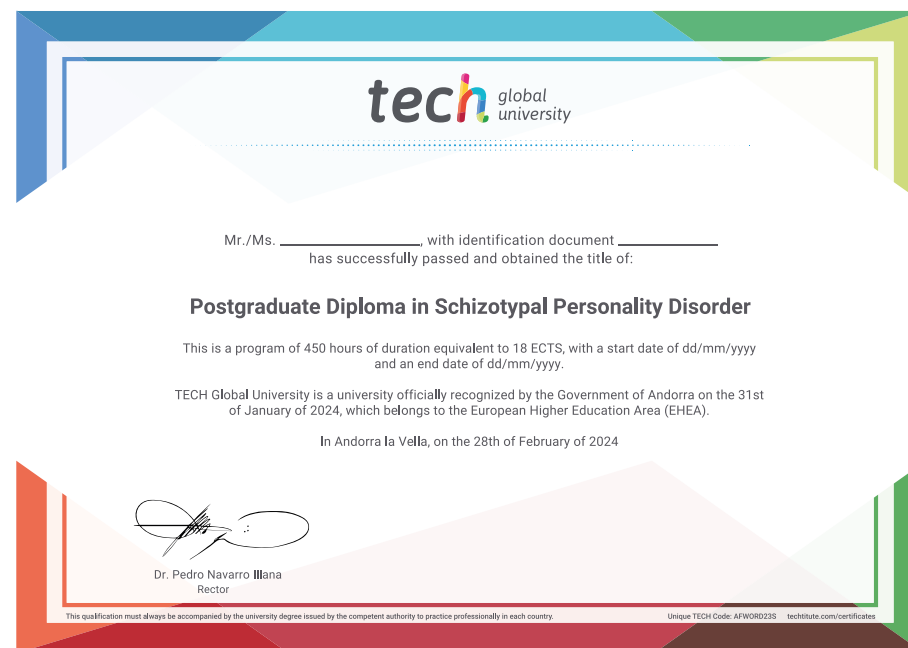 tech global university
Mr./Ms. ____________________, with identification document ______________
has successfully passed and obtained the title of:
Postgraduate Diploma in Schizotypal Personality Disorder
This is a program of 450 hours of duration equivalent to 18 ECTS, with a start date of dd/mm/yyyy
and an end date of dd/mm/yyyy.
TECH Global University is a university officially recognized by the Government of Andorra on the 31st
of January of 2024, which belongs to the European Higher Education Area (EHEA).
In Andorra la Vella, on the 28th of February of 2024
Dr. Pedro Navarro Illana
Rector
This qualification must always be accompanied by the university degree issued by the competent authority to practice professionally in each country. Unique TECH Code: AFWORD23S techtitute.com/certificates